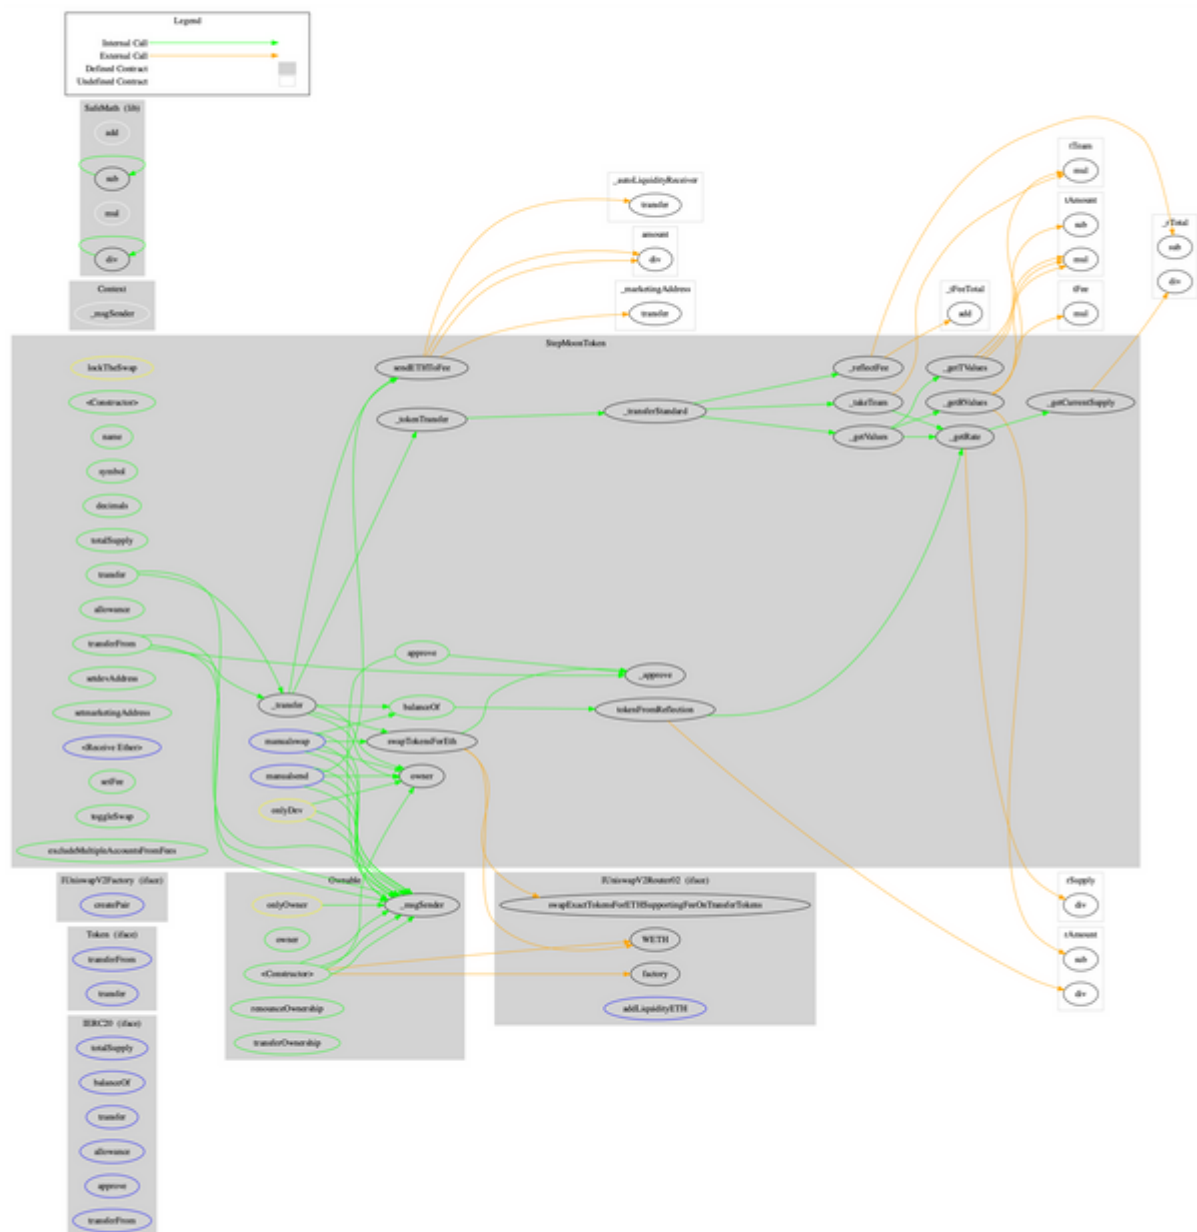 Legend
Internal Call
External Call
Defined Contract
Undefined Contract
SafeMath (lib)
add
sub
mul
div
Context
_msgSender
_autoLiquidityReceiver
transfer
amount
div
_marketingAddress
transfer
_tFeeTotal
add
tTeam
mul
tAmount
sub
mul
tFee
mul
_rTotal
sub
div
StepMoonToken
lockTheSwap
<Constructor>
name
symbol
decimals
totalSupply
transfer
allowance
transferFrom
setdevAddress
setmarketingAddress
<Receive Ether>
setFee
toggleSwap
excludeMultipleAccountsFromFees
_transfer
manualswap
manualsend
onlyDev
sendETHToFee
_tokenTransfer
approve
balanceOf
swapTokensForEth
owner
_transferStandard
_approve
tokenFromReflection
_reflectFee
_takeTeam
_getValues
_getTValues
_getRValues
_getRate
_getCurrentSupply
IUniswapV2Factory (iface)
createPair
Token (iface)
transferFrom
transfer
IERC20 (iface)
totalSupply
balanceOf
transfer
allowance
approve
transferFrom
Ownable
onlyOwner
owner
<Constructor>
renounceOwnership
transferOwnership
_msgSender
IUniswapV2Router02 (iface)
swapExactTokensForETHSupportingFeeOnTransferTokens
WETH
factory
addLiquidityETH
rSupply
div
rAmount
sub
div